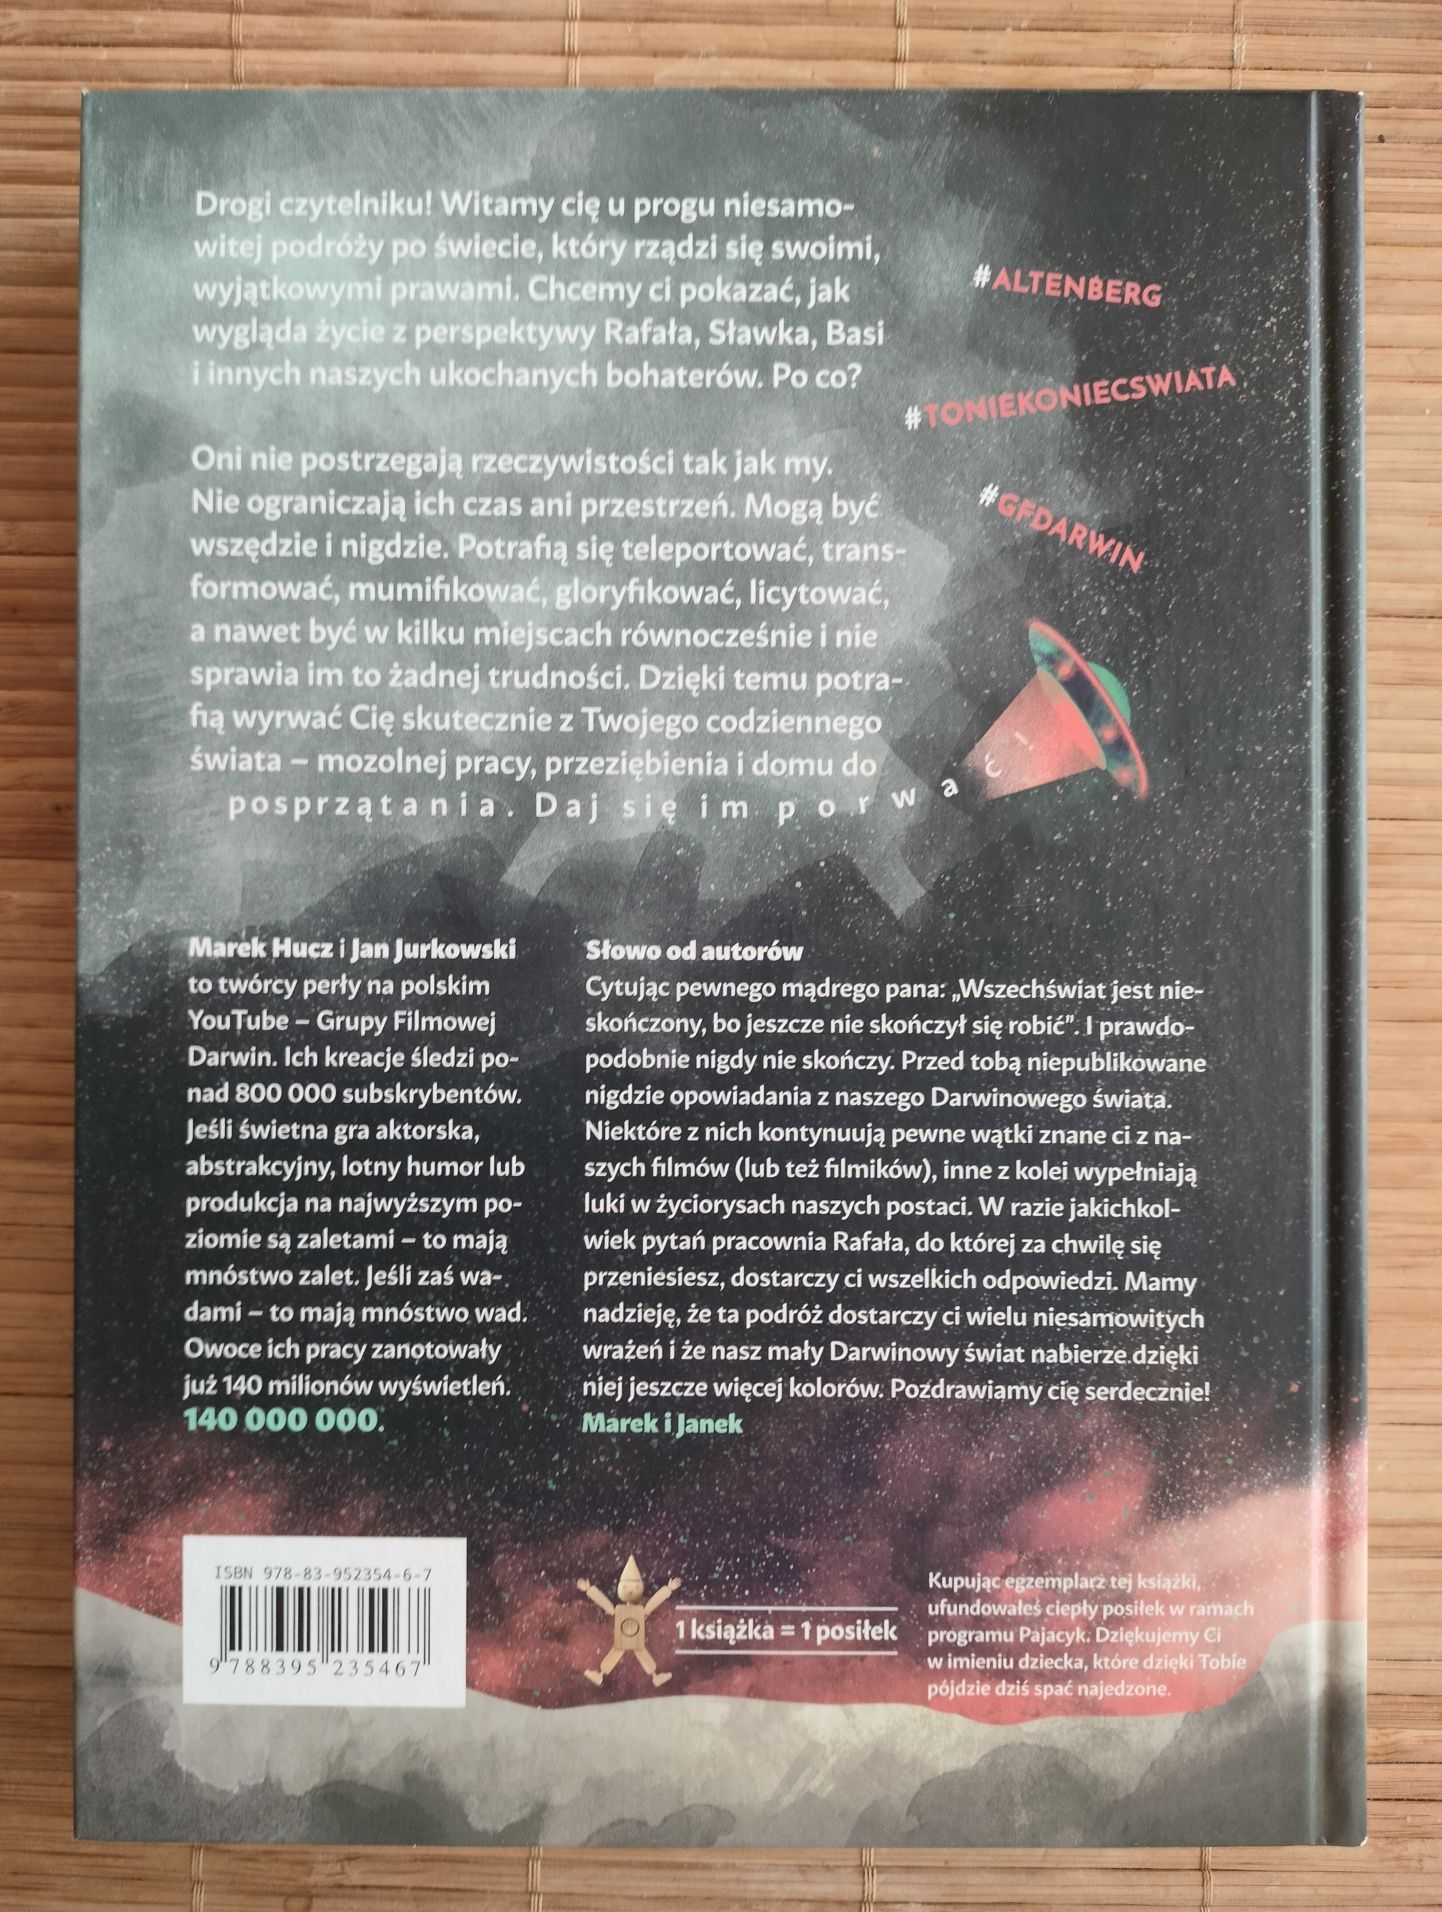 Drogi czytelniku! Witamy cię u progu niesamo-
witej podróży po świecie, który rządzi się swoimi,
wyjątkowymi prawami. Chcemy ci pokazać, jak
wygląda życie z perspektywy Rafała, Sławka, Basi
i innych naszych ukochanych bohaterów. Po co?
#ALTENBERG
#TONIEKONIECSWIATA
#GFDARWIN
Oni nie postrzegają rzeczywistości tak jak my.
Nie ograniczają ich czas ani przestrzeń. Mogą być
wszędzie i nigdzie. Potrafią się teleportować, trans-
formować, mumifikować, gloryfikować, licytować,
a nawet być w kilku miejscach równocześnie i nie
sprawia im to żadnej trudności. Dzięki temu potra-
fią wyrwać Cię skutecznie z Twojego codziennego
świata – mozolnej pracy, przeziębienia i domu do
posprzątania. Daj się im porwać!
Marek Hucz i Jan Jurkowski
to twórcy perły na polskim
YouTube – Grupy Filmowej
Darwin. Ich kreacje śledzi po-
nad 800 000 subskrybentów.
Jeśli świetna gra aktorska,
abstrakcyjny, lotny humor lub
produkcja na najwyższym po-
ziomie są zaletami – to mają
mnóstwo zalet. Jeśli zaś wa-
dami – to mają mnóstwo wad.
Owoce ich pracy zanotowały
już 140 milionów wyświetleń.
140 000 000.
Słowo od autorów
Cytując pewnego mądrego pana: „Wszechświat jest nie-
skończony, bo jeszcze nie skończył się robić”. I prawdo-
podobnie nigdy nie skończy. Przed tobą niepublikowane
nigdzie opowiadania z naszego Darwinowego świata.
Niektóre z nich kontynuują pewne wątki znane ci z na-
szych filmów (lub też filmików), inne z kolei wypełniają
luki w życiorysach naszych postaci. W razie jakichkol-
wiek pytań pracownia Rafała, do której za chwilę się
przeniesiesz, dostarczy ci wszelkich odpowiedzi. Mamy
nadzieję, że ta podróż dostarczy ci wielu niesamowitych
wrażeń i że nasz mały Darwinowy świat nabierze dzięki
niej jeszcze więcej kolorów. Pozdrawiamy cię serdecznie!
Marek i Janek
ISBN 978-83-952354-6-7
9 788395 235467
1 książka = 1 posiłek
Kupując egzemplarz tej książki,
ufundowałeś ciepły posiłek w ramach
programu Pajacyk. Dziękujemy Ci
w imieniu dziecka, które dzięki Tobie
pójdzie dziś spać najedzone.